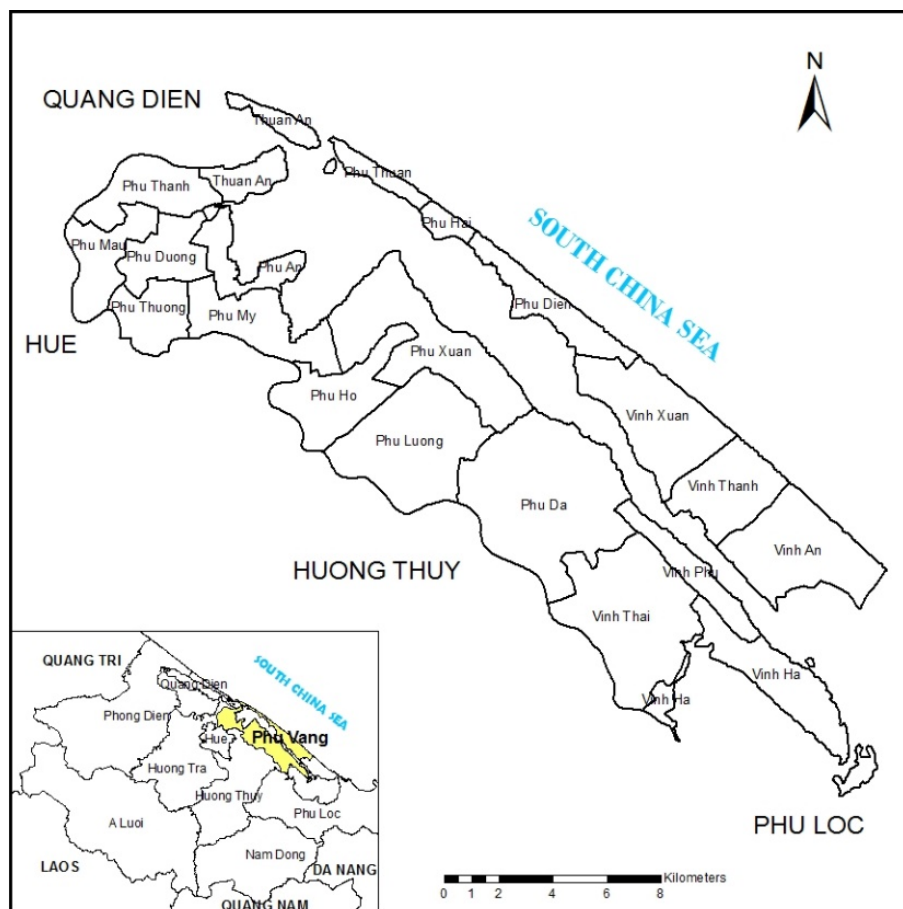 N
QUANG DIEN
Thuan An
Phu Thuan
Phu Thanh
Thuan An
Phu Hai
SOUTH CHINA SEA
Phu Mau
Phu Duong
Phu An
Phu Dien
Phu Thuong
Phu My
HUE
Phu Xuan
Phu Ho
Vinh Xuan
Phu Luong
Vinh Thanh
Phu Da
Vinh An
HUONG THUY
Vinh Phu
Vinh Thai
Vinh Ha
Vinh Ha
PHU LOC
QUANG TRI
SOUTH CHINA SEA
Quang Dien
Phong Dien
Phu Vang
Hue
Huong Tra
Huong Thuy
Phu Loc
A Luoi
Nam Dong
LAOS
DA NANG
QUANG NAM
Kilometers
0 1 2 4 6 8